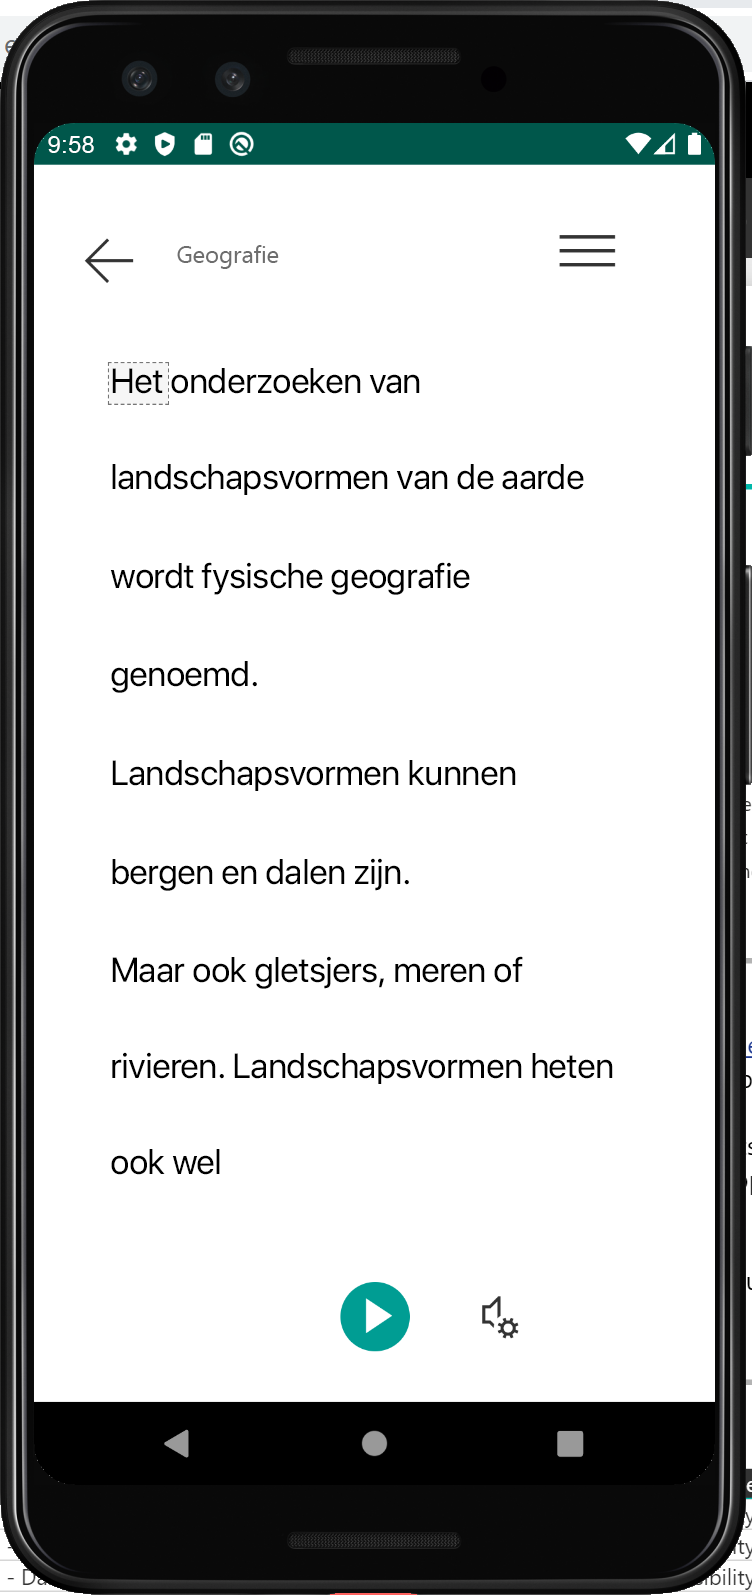 9:58
Geografie
Het onderzoeken van
landschapsvormen van de aarde
wordt fysische geografie
genoemd.
Landschapsvormen kunnen
bergen en dalen zijn.
Maar ook gletsjers, meren of
rivieren. Landschapsvormen heten
ook wel